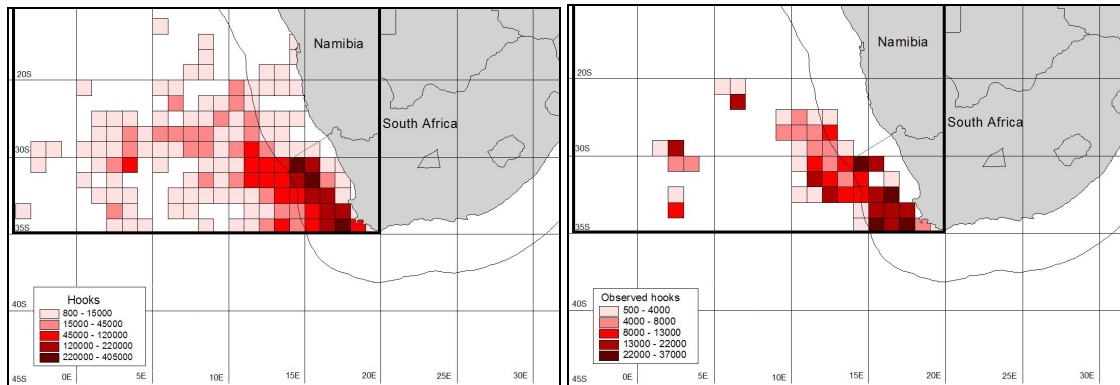 Namibia
20S
South Africa
30S
35S
40S
45S
0E
5E
10E
15E
20E
25E
30E
Hooks
800 - 15000
15000 - 45000
45000 - 120000
120000 - 220000
220000 - 405000
Namibia
20S
South Africa
30S
35S
40S
45S
0E
5E
10E
15E
20E
25E
30E
Observed hooks
500 - 4000
4000 - 8000
8000 - 13000
13000 - 22000
22000 - 37000